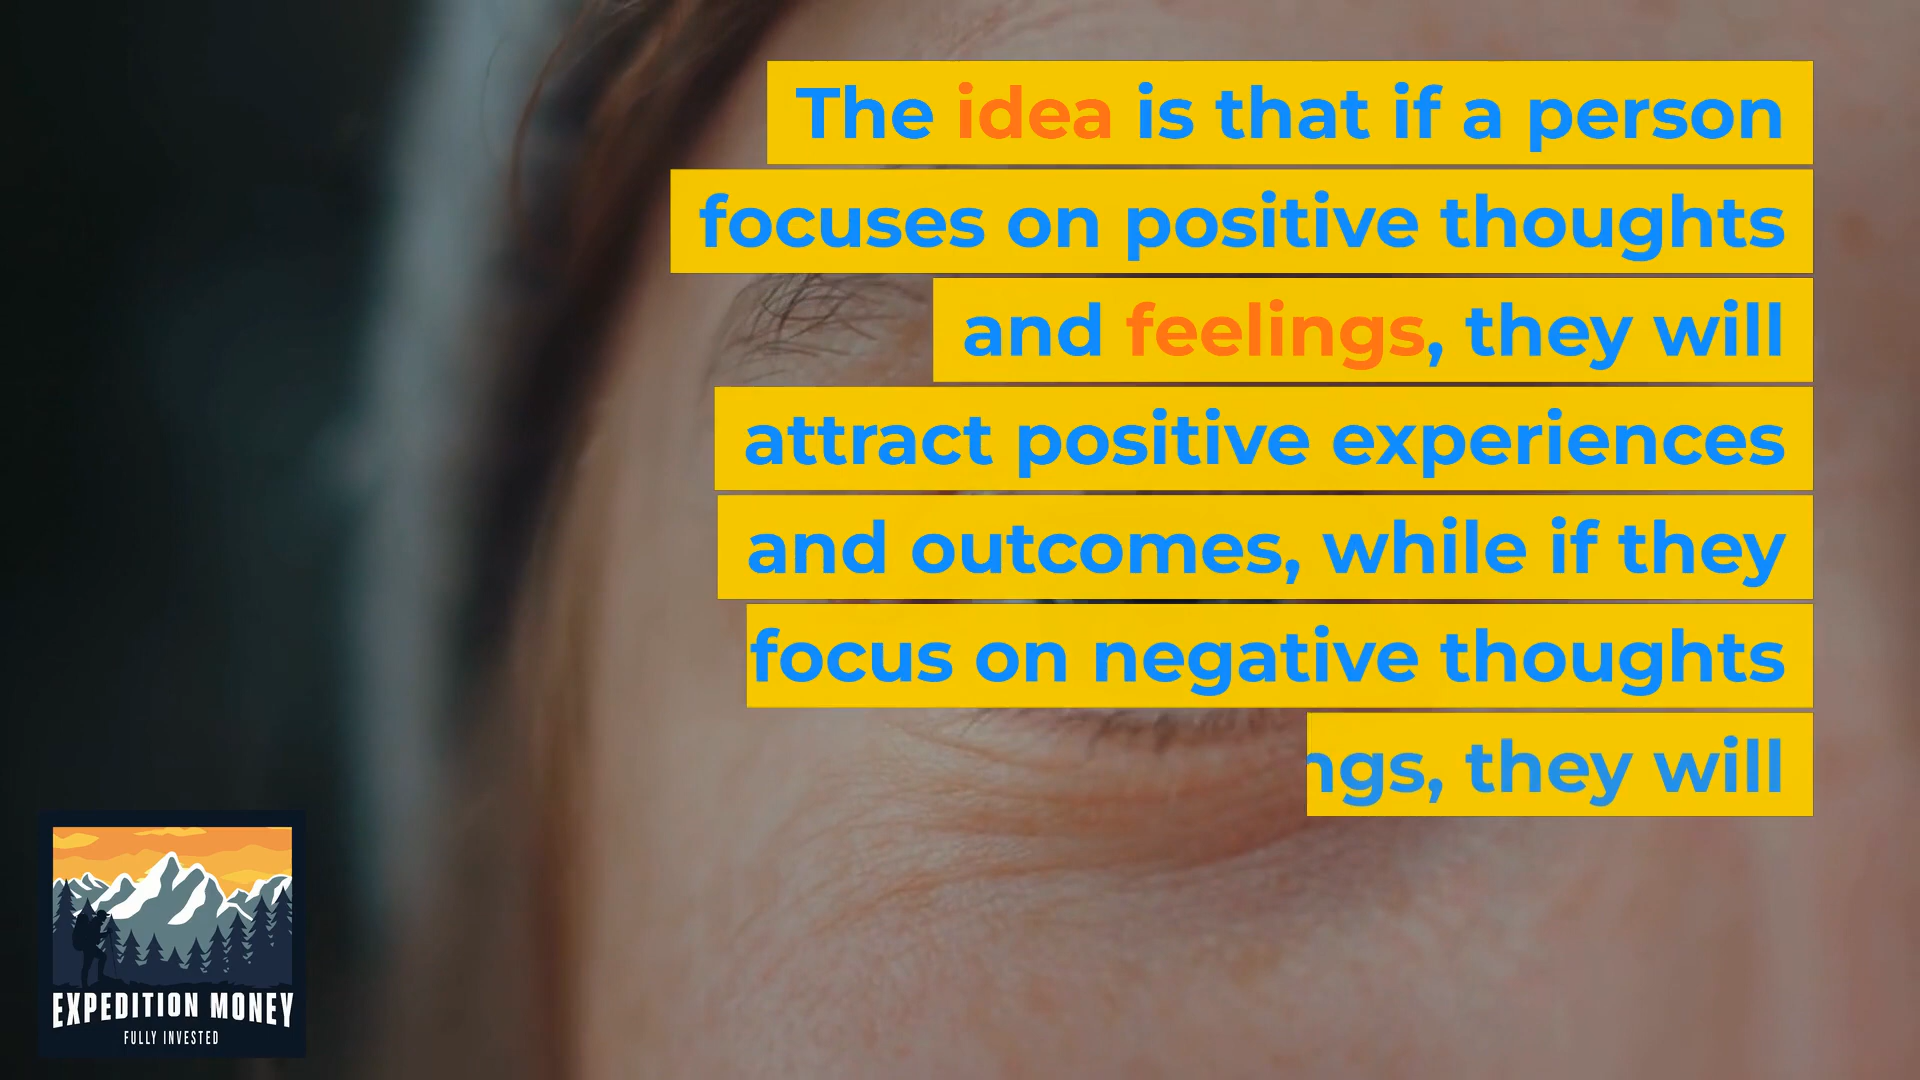 The idea is that if a person
focuses on positive thoughts
and feelings, they will
attract positive experiences
and outcomes, while if they
focus on negative thoughts
ngs, they will
EXPEDITION MONEY
FULLY INVESTED